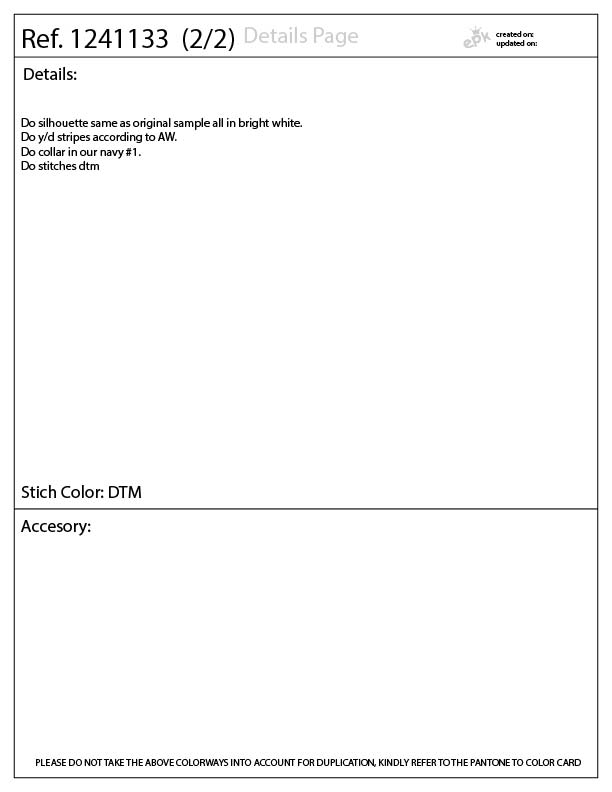 Ref. 1241133 (2/2) Details Page
epk
created on:
updated on:
Details:
Do silhouette same as original sample all in bright white.
Do y/d stripes according to AW.
Do collar in our navy #1.
Do stitches dtm
Stich Color: DTM
Accesory:
PLEASE DO NOT TAKE THE ABOVE COLORWAYS INTO ACCOUNT FOR DUPLICATION, KINDLY REFER TO THE PANTONE TO COLOR CARD